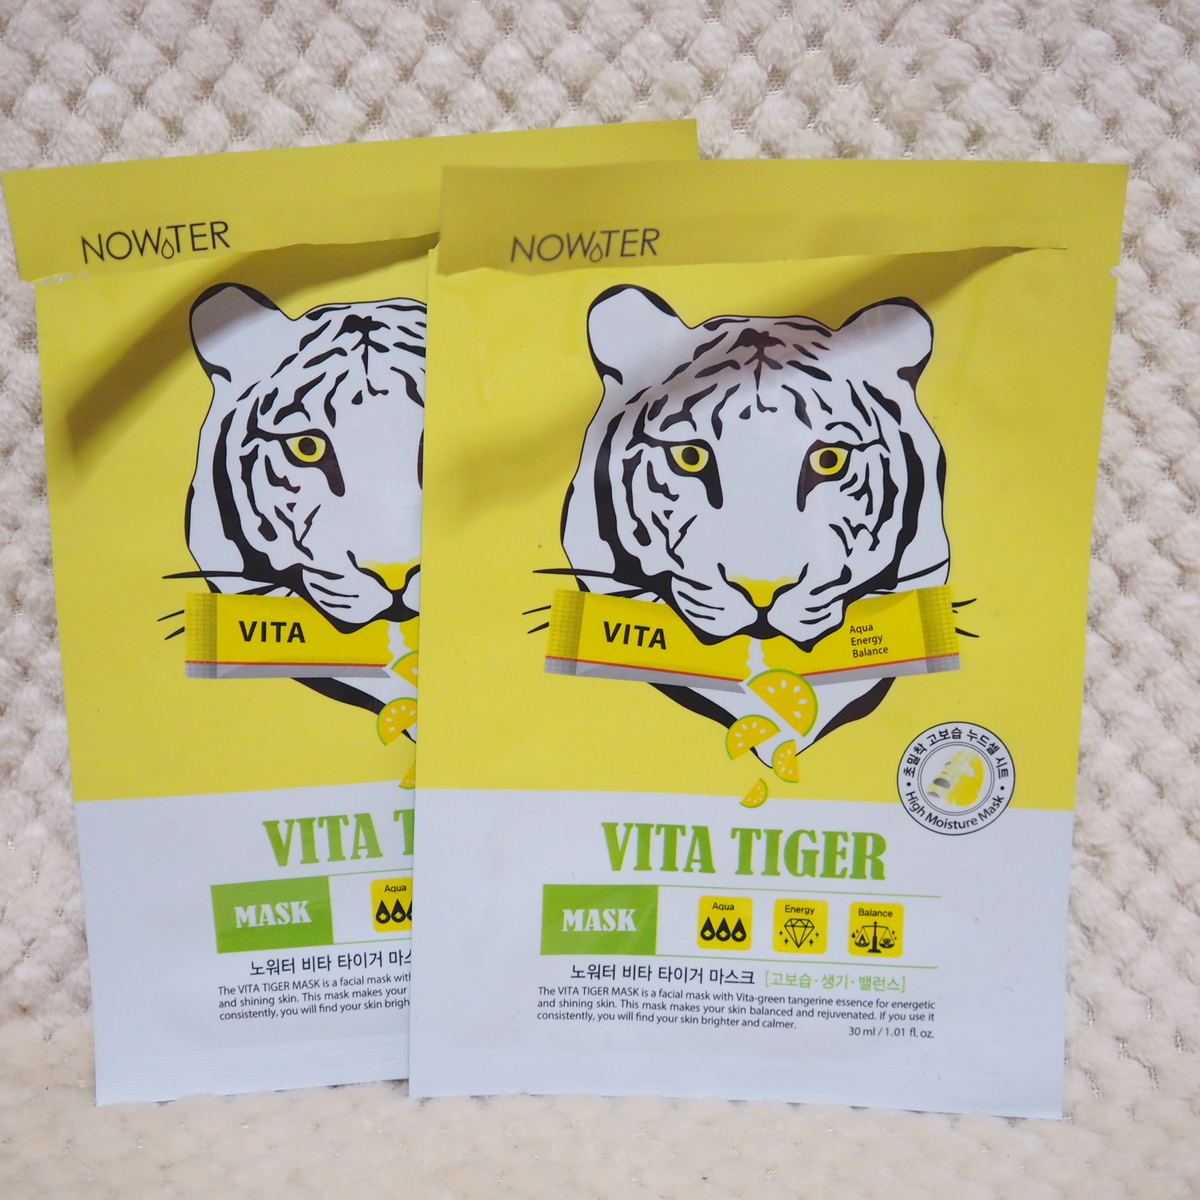 NOWATER
VITA
VITA T
MASK
Aqua
노워터 비타 타이거 마스
The VITA TIGER MASK is a facial mask with
and shining skin. This mask makes your
consistently, you will find your skin brigh
NOWATER
VITA
Aqua
Energy
Balance
초밀착 고보습 누드셀 시트
High Moisture Mask
VITA TIGER
MASK
Aqua
Energy
Balance
노워터 비타 타이거 마스크 [고보습·생기·밸런스]
The VITA TIGER MASK is a facial mask with Vita-green tangerine essence for energetic
and shining skin. This mask makes your skin balanced and rejuvenated. If you use it
consistently, you will find your skin brighter and calmer.
30 ml / 1.01 fl. oz.